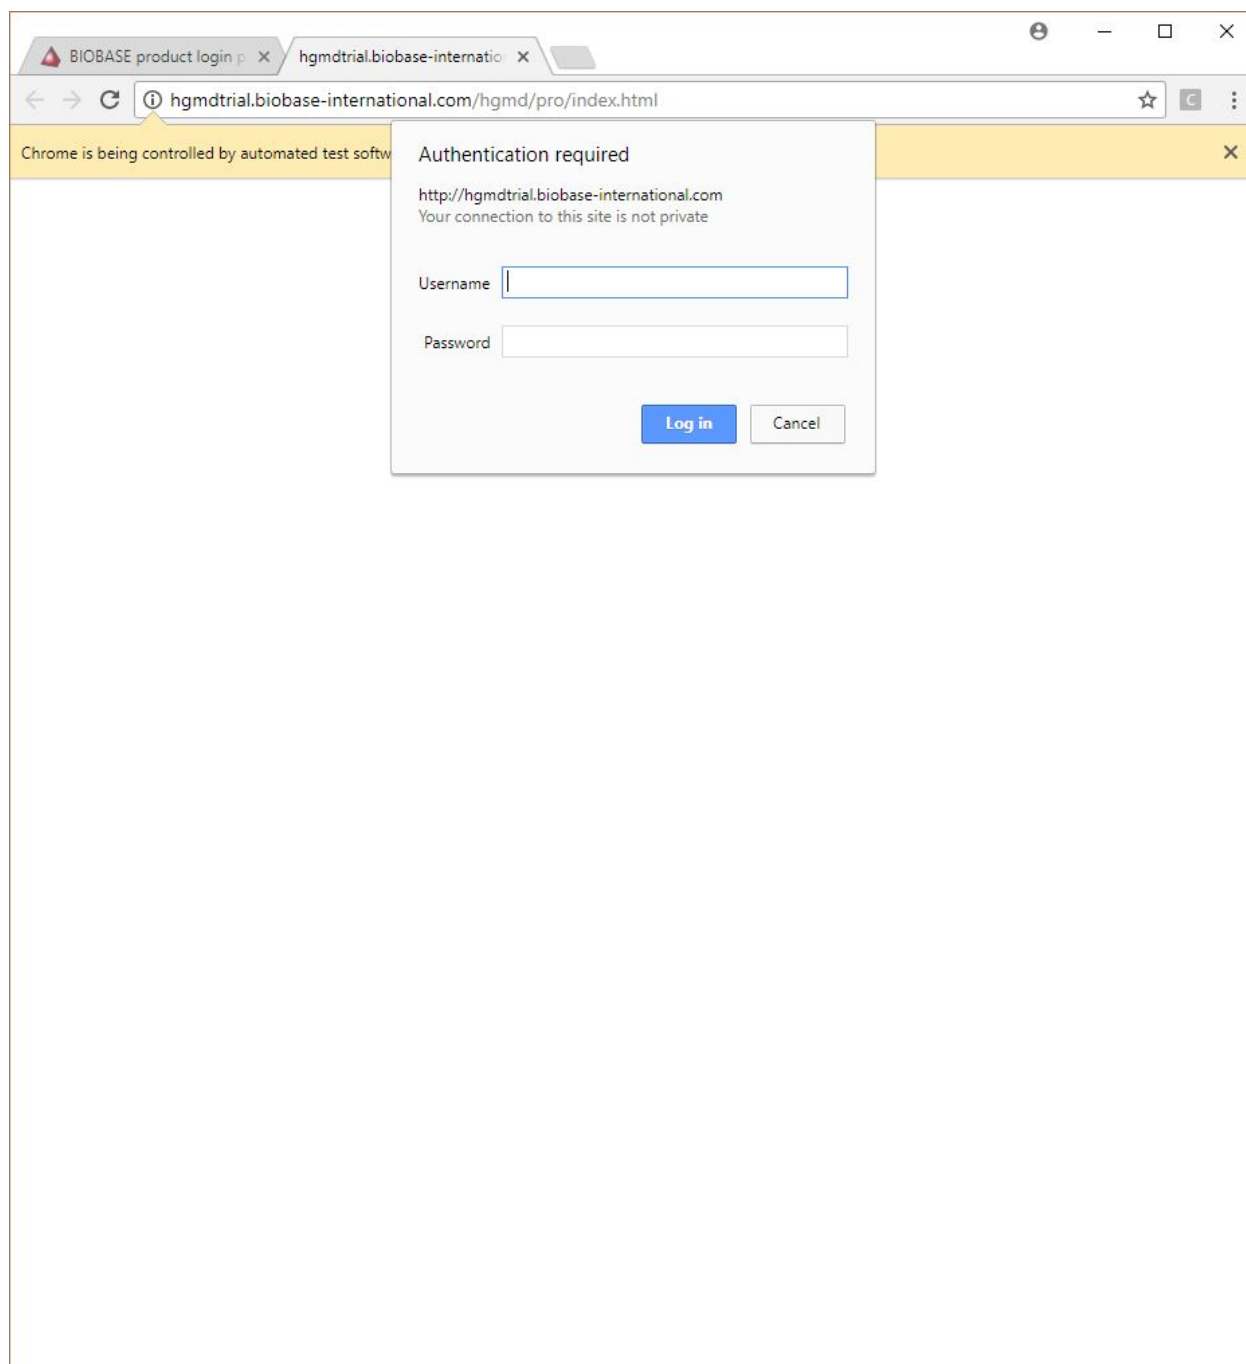 BIOBASE product login p
hgmdtrial.biobase-internatio
hgmdtrial.biobase-international.com/hgmd/pro/index.html
C
Chrome is being controlled by automated test softw
Authentication required
http://hgmdtrial.biobase-international.com
Your connection to this site is not private
Username
Password
Log in
Cancel